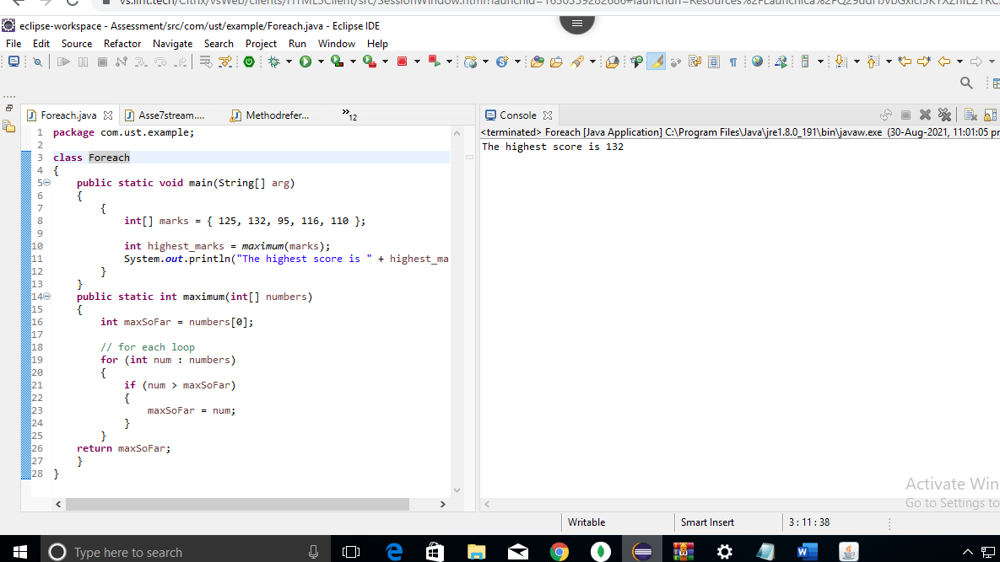 eclipse-workspace - Assessment/src/com/ust/example/Foreach.java - Eclipse IDE
File Edit Source Refactor Navigate Search Project Run Window Help
Foreach.java Asse7stream.... Methodrefer... »12
Console
<terminated> Foreach [Java Application] C:\Program Files\Java\jre1.8.0_191\bin\javaw.exe (30-Aug-2021, 11:01:05 pr
The highest score is 132
1 package com.ust.example;
2
3 class Foreach
4 {
5 public static void main(String[] arg)
6 {
7 {
8 int[] marks = { 125, 132, 95, 116, 110 };
9
10 int highest_marks = maximum(marks);
11 System.out.println("The highest score is " + highest_ma
12 }
13 }
14 public static int maximum(int[] numbers)
15 {
16 int maxSoFar = numbers[0];
17
18 // for each loop
19 for (int num : numbers)
20 {
21 if (num > maxSoFar)
22 {
23 maxSoFar = num;
24 }
25 }
26 return maxSoFar;
27 }
28 }
Activate Win
Go to Settings to
Writable Smart Insert 3 : 11 : 38
Type here to search